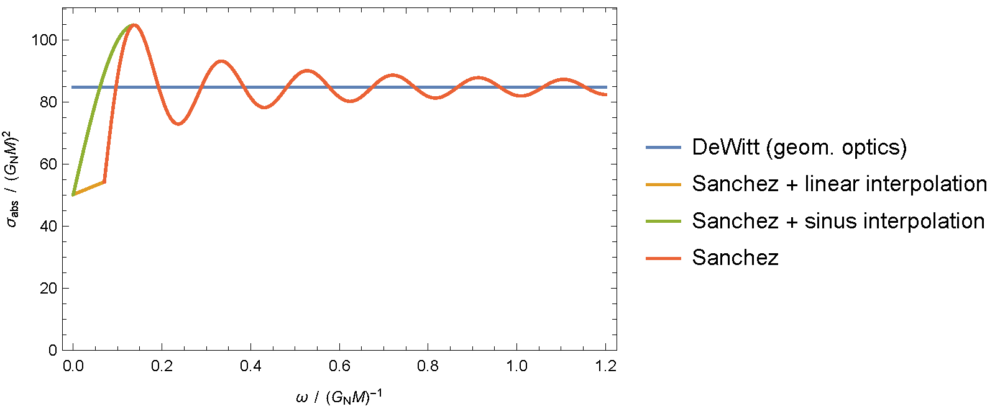 100
80
60
40
20
0
σabs / (GNM)²
0.0 0.2 0.4 0.6 0.8 1.0 1.2
ω / (GNM)⁻¹
DeWitt (geom. optics)
Sanchez + linear interpolation
Sanchez + sinus interpolation
Sanchez